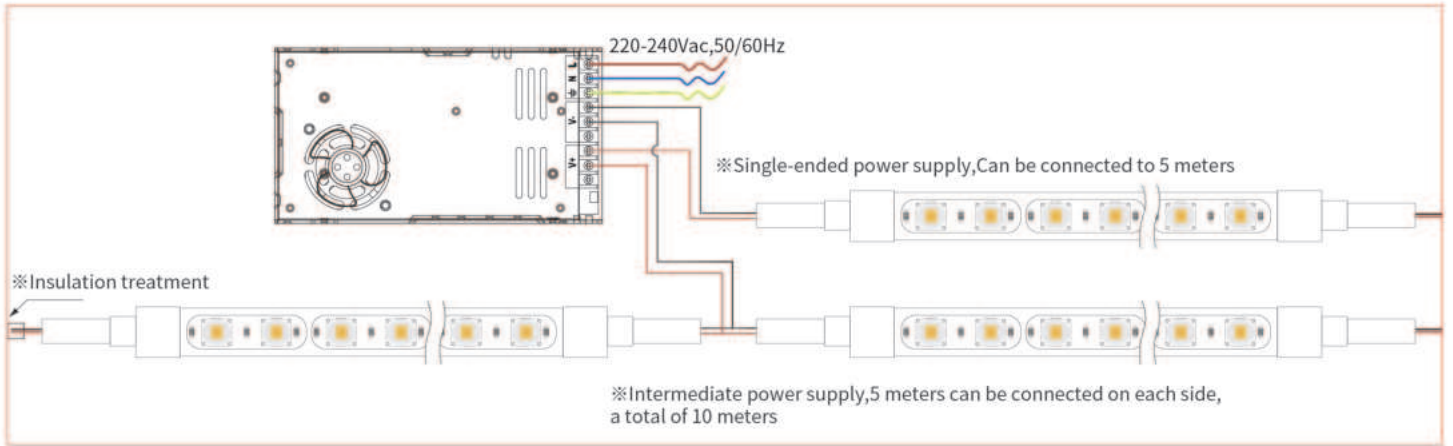 220-240Vac,50/60Hz
L
N
⏚
V-
V+
※Single-ended power supply,Can be connected to 5 meters
※Insulation treatment
※Intermediate power supply,5 meters can be connected on each side,
a total of 10 meters